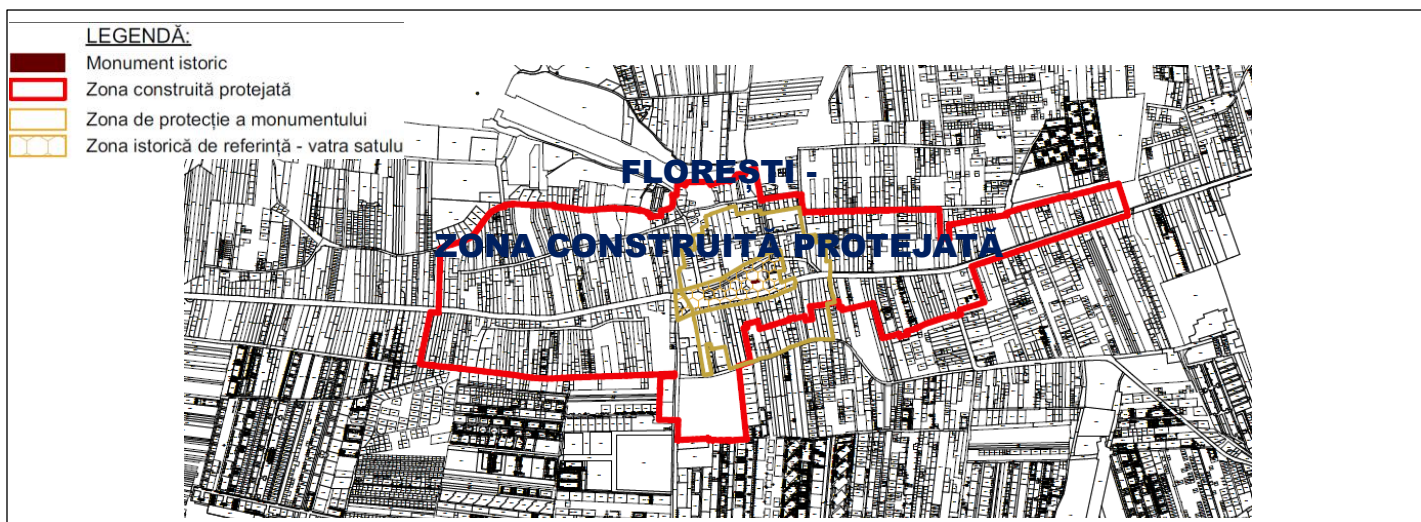 LEGENDĂ:
Monument istoric
Zona construită protejată
Zona de protecție a monumentului
Zona istorică de referință - vatra satulu
FLOREȘTI -
ZONA CONSTRUITĂ PROTEJATĂ